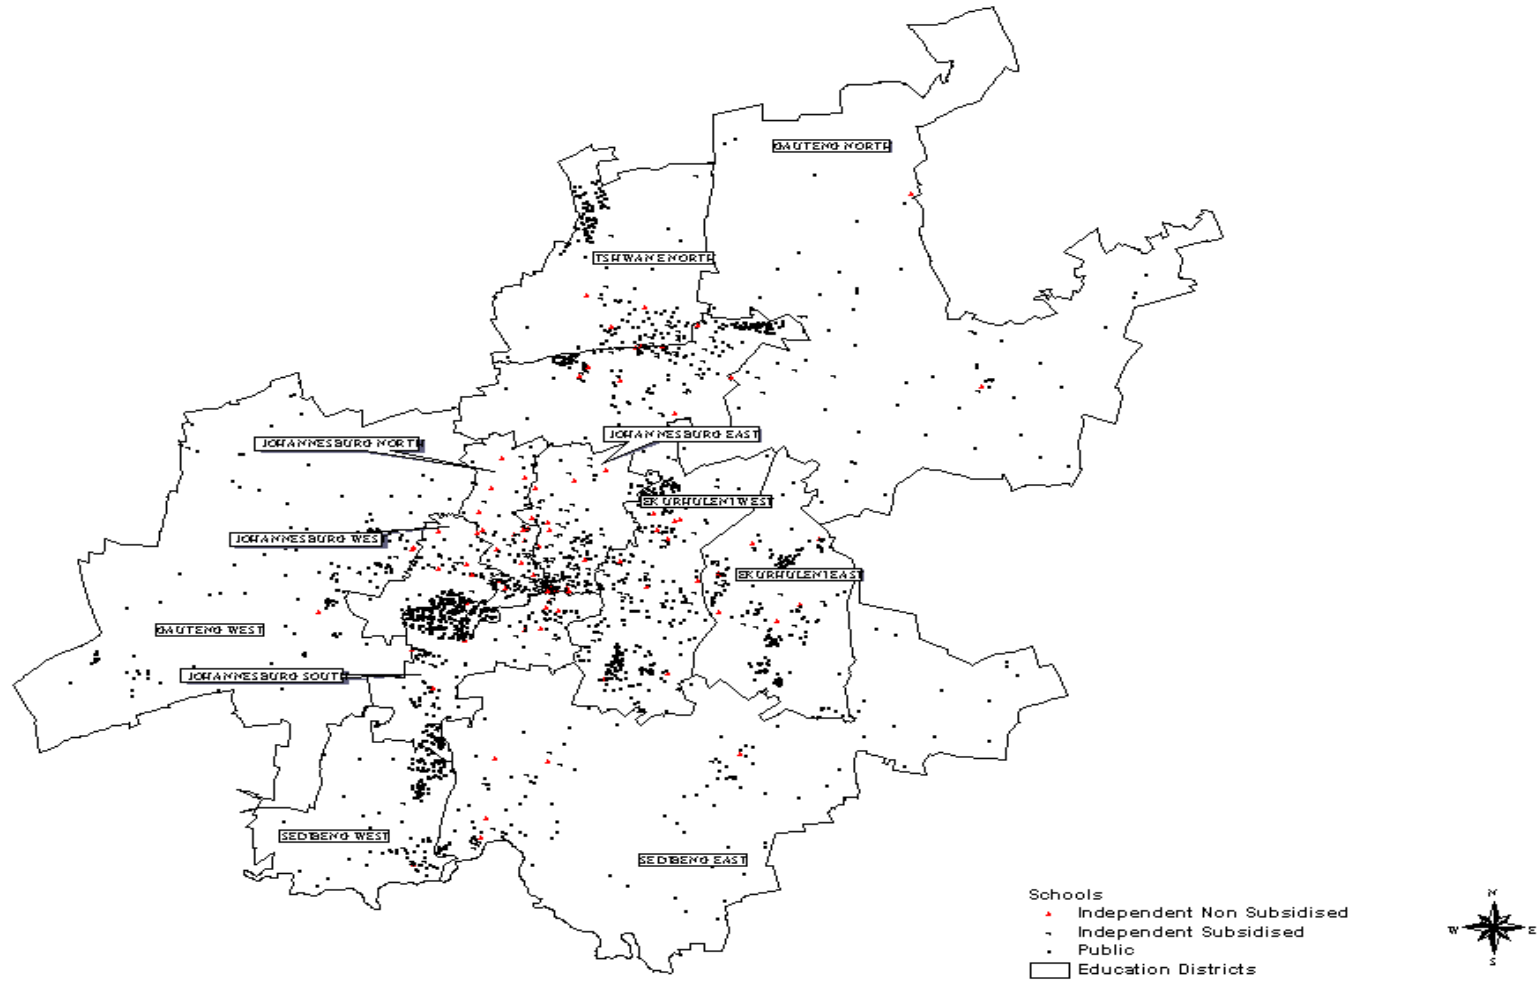 GAUTENG NORTH
TSHWANE NORTH
JOHANNESBURG EAST
JOHANNESBURG NORTH
EKURHULENI WEST
JOHANNESBURG WES
EKURHULENI EAST
GAUTENG WEST
JOHANNESBURG SOUTH
SEDIBENG WEST
SEDIBENG EAST
Schools
Independent Non Subsidised
Independent Subsidised
Public
Education Districts
N
W E
S